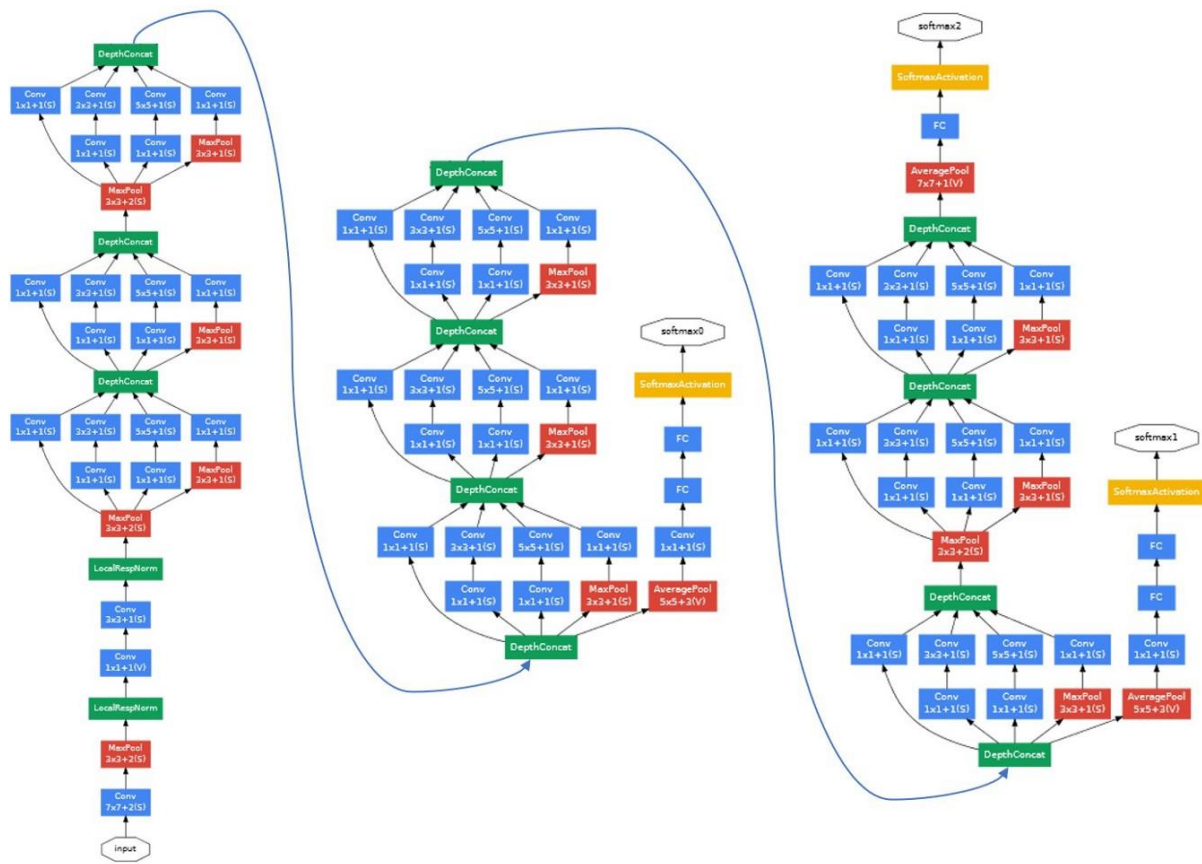 DepthConcat
Conv Conv Conv Conv
1x1+1(S) 3x3+1(S) 5x5+1(S) 1x1+1(S)
Conv Conv MaxPool
1x1+1(S) 1x1+1(S) 3x3+1(S)
MaxPool
3x3+2(S)
DepthConcat
Conv Conv Conv Conv
1x1+1(S) 3x3+1(S) 5x5+1(S) 1x1+1(S)
Conv Conv MaxPool
1x1+1(S) 1x1+1(S) 3x3+1(S)
DepthConcat
Conv Conv Conv Conv
1x1+1(S) 3x3+1(S) 5x5+1(S) 1x1+1(S)
Conv Conv MaxPool
1x1+1(S) 1x1+1(S) 3x3+1(S)
MaxPool
3x3+2(S)
LocalRespNorm
Conv
3x3+1(S)
Conv
1x1+1(V)
LocalRespNorm
MaxPool
3x3+2(S)
Conv
7x7+2(S)
input
DepthConcat
Conv Conv Conv Conv
1x1+1(S) 3x3+1(S) 5x5+1(S) 1x1+1(S)
Conv Conv MaxPool
1x1+1(S) 1x1+1(S) 3x3+1(S)
DepthConcat
Conv Conv Conv Conv
1x1+1(S) 3x3+1(S) 5x5+1(S) 1x1+1(S)
Conv Conv MaxPool
1x1+1(S) 1x1+1(S) 3x3+1(S)
DepthConcat
Conv Conv Conv Conv
1x1+1(S) 3x3+1(S) 5x5+1(S) 1x1+1(S)
Conv Conv MaxPool
1x1+1(S) 1x1+1(S) 3x3+1(S)
DepthConcat
softmax0
SoftmaxActivation
FC
FC
Conv
1x1+1(S)
AveragePool
5x5+3(V)
softmax2
SoftmaxActivation
FC
AveragePool
7x7+1(V)
DepthConcat
Conv Conv Conv Conv
1x1+1(S) 3x3+1(S) 5x5+1(S) 1x1+1(S)
Conv Conv MaxPool
1x1+1(S) 1x1+1(S) 3x3+1(S)
DepthConcat
Conv Conv Conv Conv
1x1+1(S) 3x3+1(S) 5x5+1(S) 1x1+1(S)
Conv Conv MaxPool
1x1+1(S) 1x1+1(S) 3x3+1(S)
MaxPool
3x3+2(S)
DepthConcat
Conv Conv Conv Conv
1x1+1(S) 3x3+1(S) 5x5+1(S) 1x1+1(S)
Conv Conv MaxPool
1x1+1(S) 1x1+1(S) 3x3+1(S)
DepthConcat
softmax1
SoftmaxActivation
FC
FC
Conv
1x1+1(S)
AveragePool
5x5+3(V)